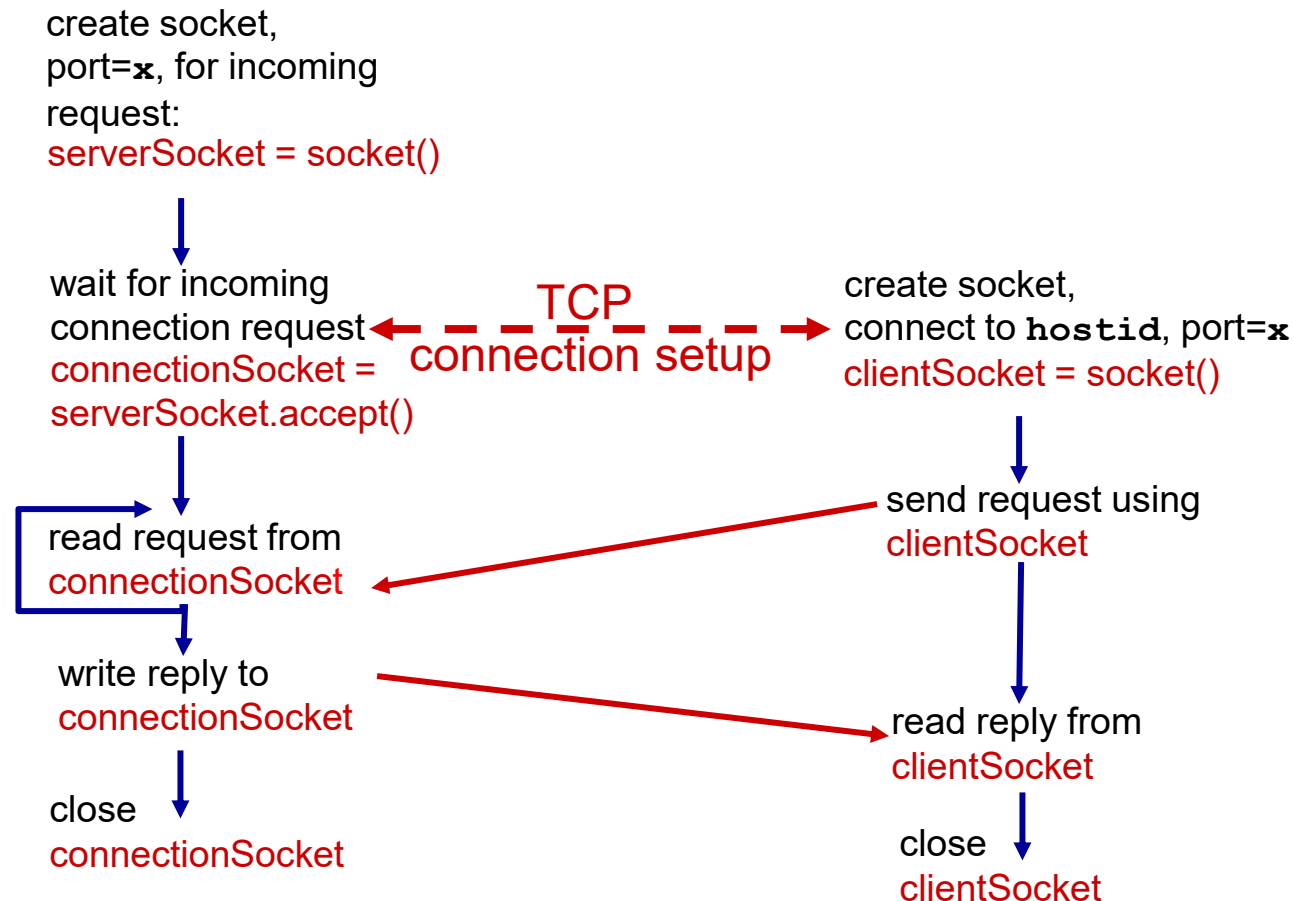 create socket,
port=x, for incoming
request:
serverSocket = socket()
wait for incoming
connection request
connectionSocket =
serverSocket.accept()
TCP
connection setup
create socket,
connect to hostid, port=x
clientSocket = socket()
send request using
clientSocket
read request from
connectionSocket
write reply to
connectionSocket
read reply from
clientSocket
close
connectionSocket
close
clientSocket